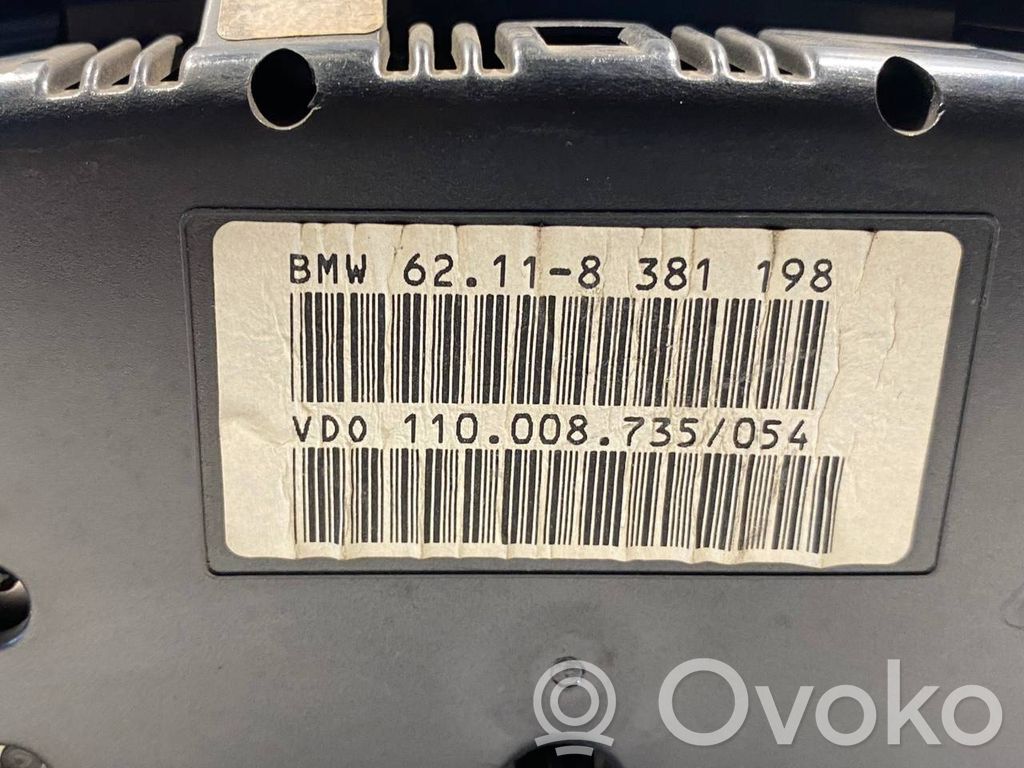 BMW 62.11-8 381 198
VDO 110.008.735/054
Ovoko